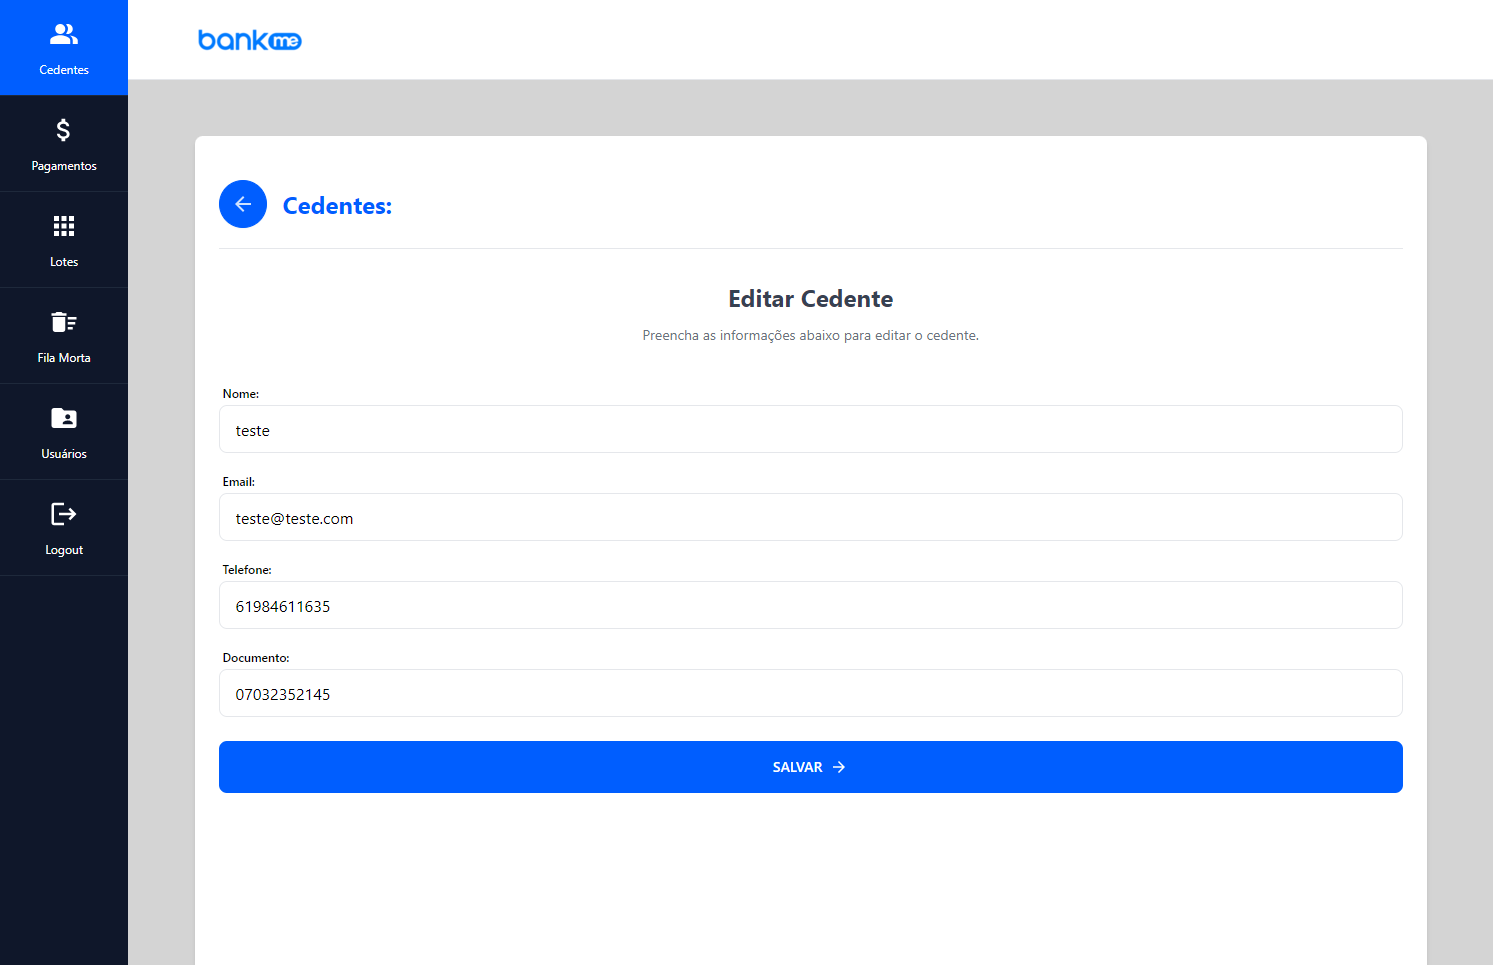 Cedentes
Pagamentos
Lotes
Fila Morta
Usuários
Logout
bankme
Cedentes:
Editar Cedente
Preencha as informações abaixo para editar o cedente.
Nome:
teste
Email:
teste@teste.com
Telefone:
61984611635
Documento:
07032352145
SALVAR